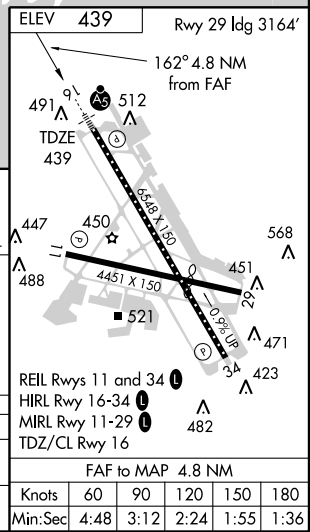 ELEV 439
Rwy 29 ldg 3164'
162° 4.8 NM
from FAF
491
16
A5
512
TDZE
439
P
6548 X 150
447
P
450
568
11
488
4451 X 150
451
29
0.9% UP
521
P
471
34
423
482
REIL Rwys 11 and 34 L
HIRL Rwy 16-34 L
MIRL Rwy 11-29 L
TDZ/CL Rwy 16
FAF to MAP 4.8 NM
Knots 60 90 120 150 180
Min:Sec 4:48 3:12 2:24 1:55 1:36